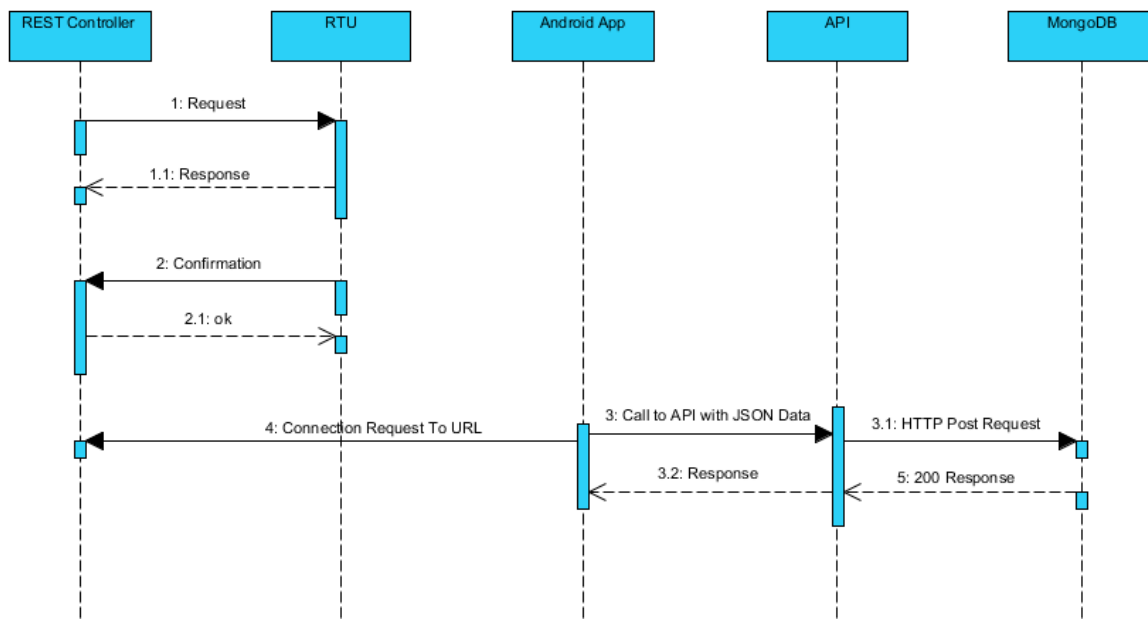 REST Controller
RTU
Android App
API
MongoDB
1: Request
1.1: Response
2: Confirmation
2.1: ok
3: Call to API with JSON Data
4: Connection Request To URL
3.1: HTTP Post Request
3.2: Response
5: 200 Response